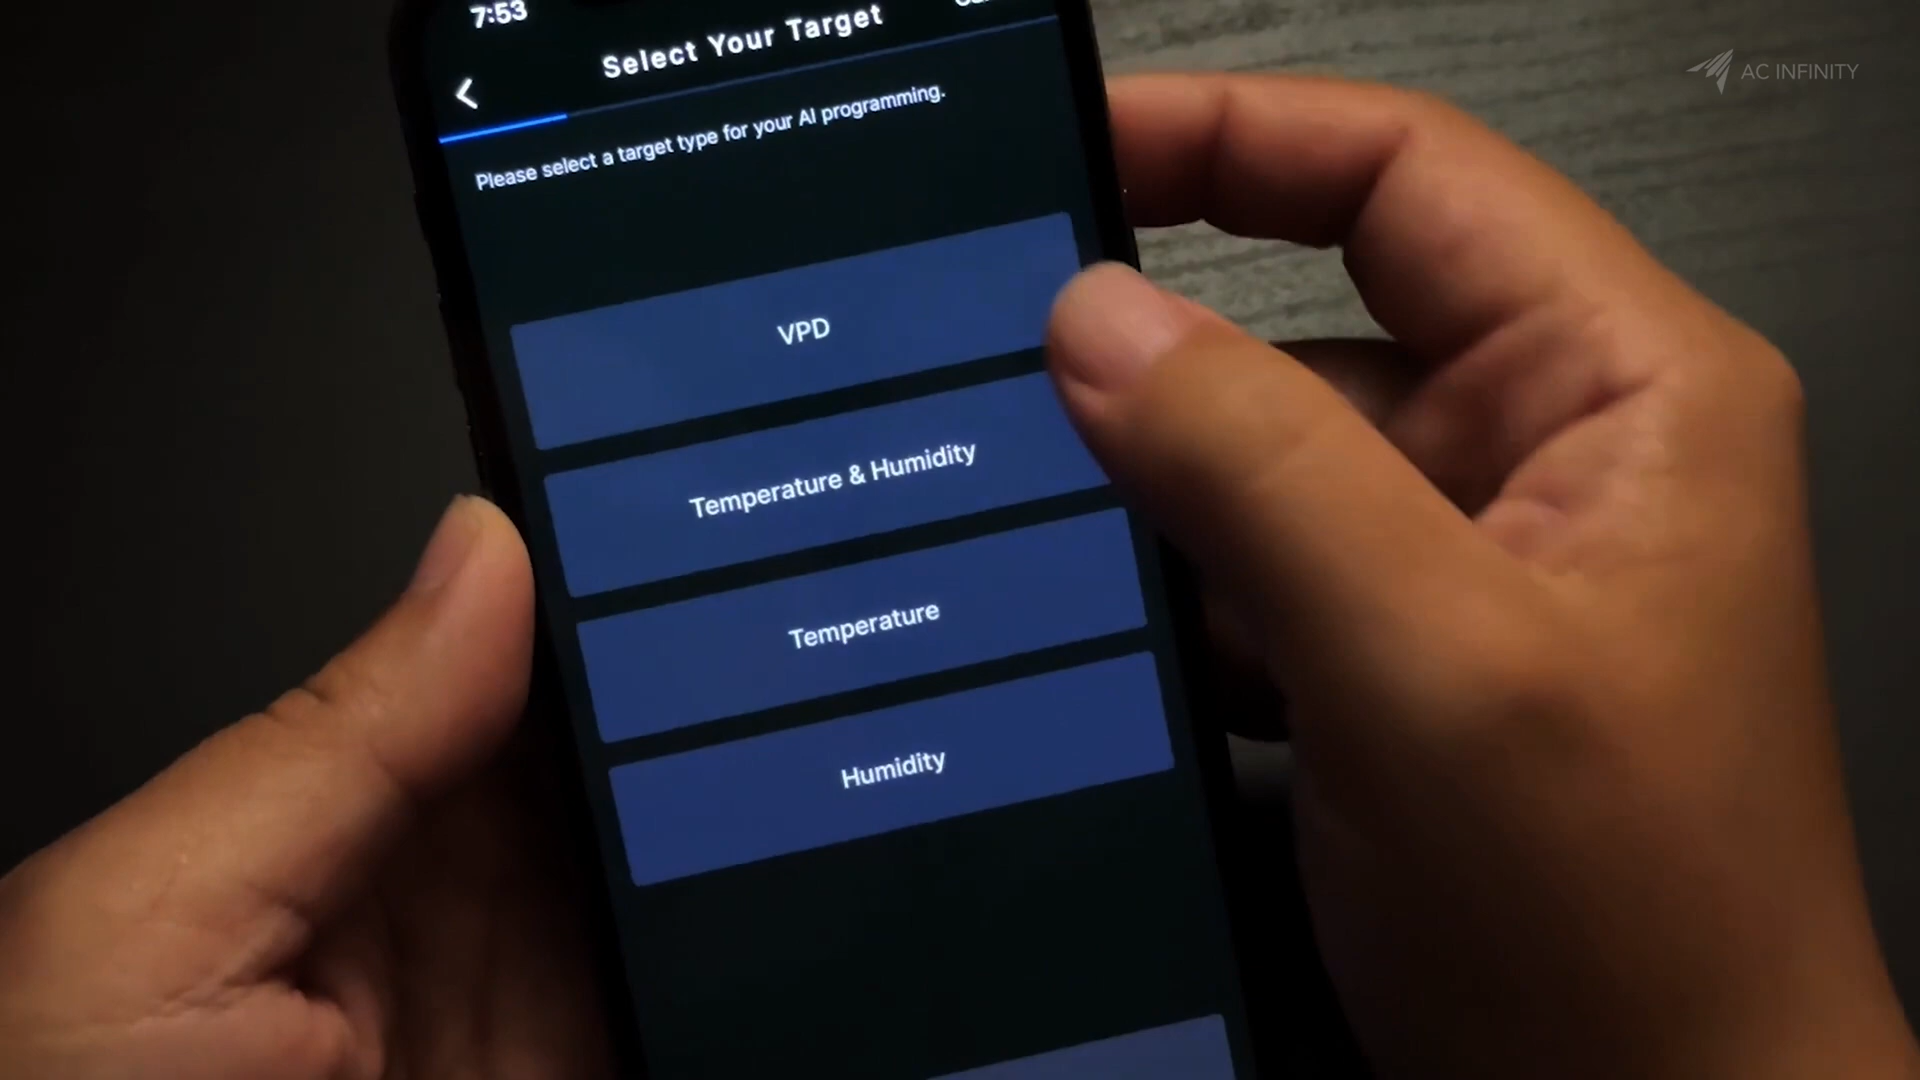 7:53
Select Your Target
Please select a target type for your AI programming.
VPD
Temperature & Humidity
Temperature
Humidity
AC INFINITY